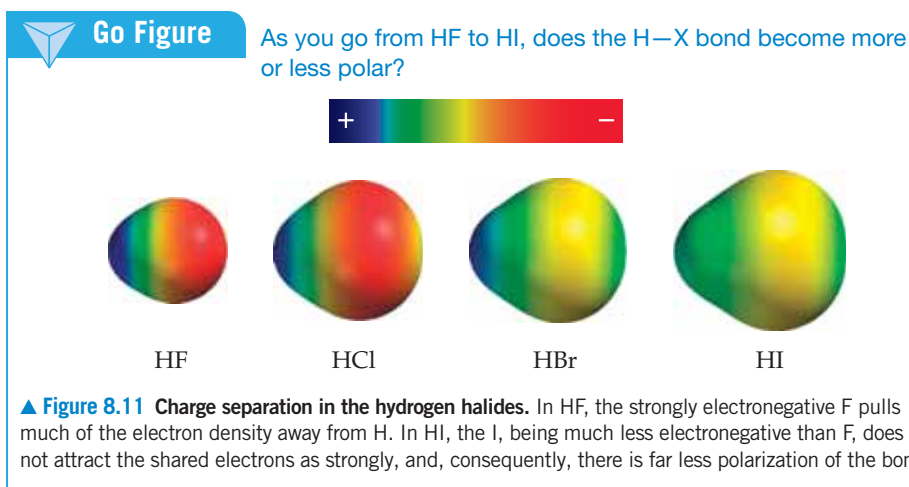 Go Figure
As you go from HF to HI, does the H—X bond become more
or less polar?
+ −
HF HCl HBr HI
▲ Figure 8.11 Charge separation in the hydrogen halides. In HF, the strongly electronegative F pulls
much of the electron density away from H. In HI, the I, being much less electronegative than F, does
not attract the shared electrons as strongly, and, consequently, there is far less polarization of the